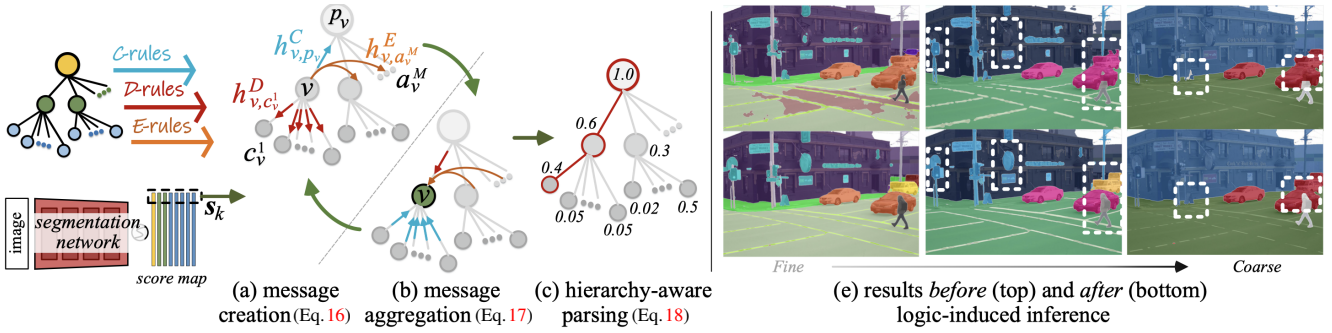 C-rules
D-rules
E-rules
image
segmentation
network
score map
s_k
p_v
h^C_{v,p_v}
h^E_{v,a_v^M}
a_v^M
h^D_{v,c_v^1}
v
c_v^1
v
(a) message
creation (Eq. 16)
(b) message
aggregation (Eq. 17)
1.0
0.6
0.3
0.4
0.05
0.05
0.02
0.5
(c) hierarchy-aware
parsing (Eq. 18)
Fine
Coarse
(e) results before (top) and after (bottom)
logic-induced inference